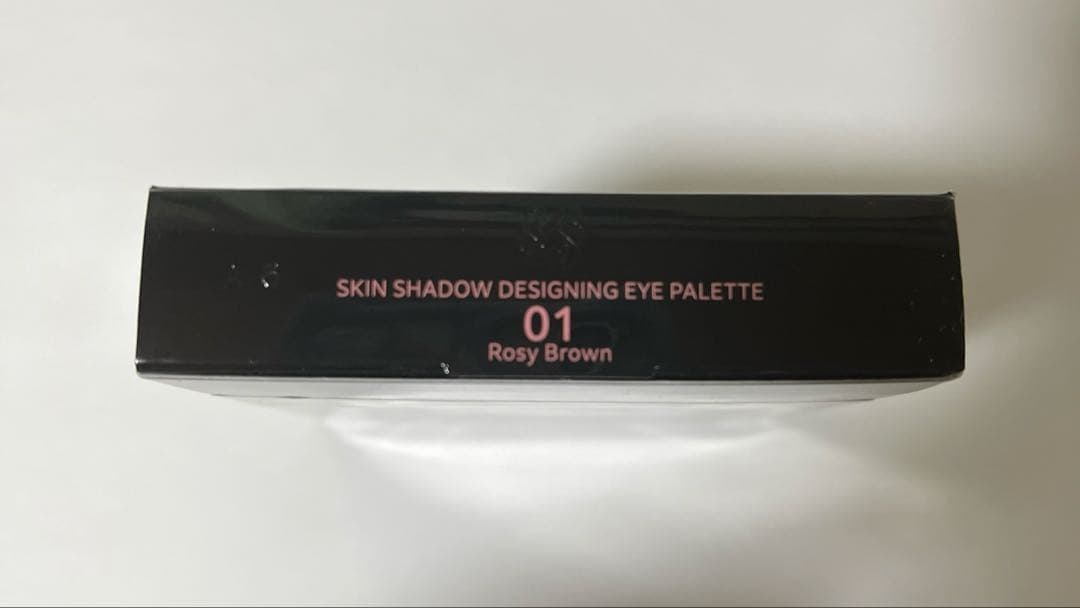 SKIN SHADOW DESIGNING EYE PALETTE
01
Rosy Brown